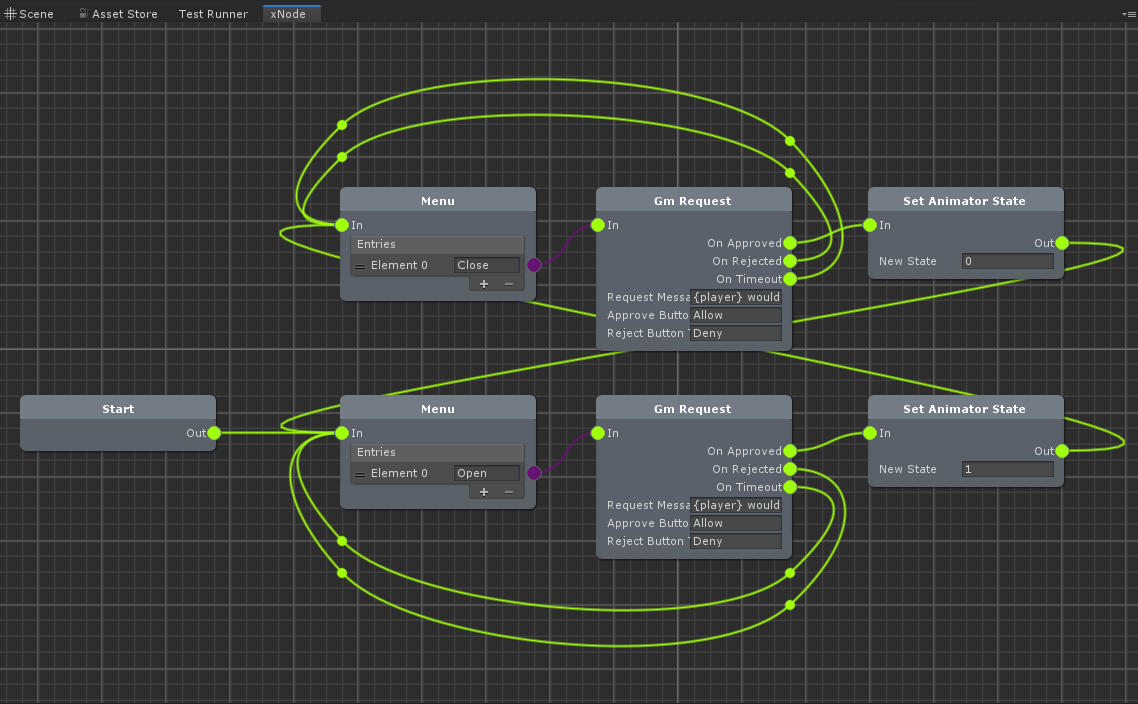 Scene Asset Store Test Runner xNode
Menu
In
Entries
Element 0 Close
+ −
Gm Request
In
On Approved
On Rejected
On Timeout
Request Messa {player} would
Approve Butto Allow
Reject Button Deny
Set Animator State
In
Out
New State 0
Start
Out
Menu
In
Entries
Element 0 Open
+ −
Gm Request
In
On Approved
On Rejected
On Timeout
Request Messa {player} would
Approve Butto Allow
Reject Button Deny
Set Animator State
In
Out
New State 1